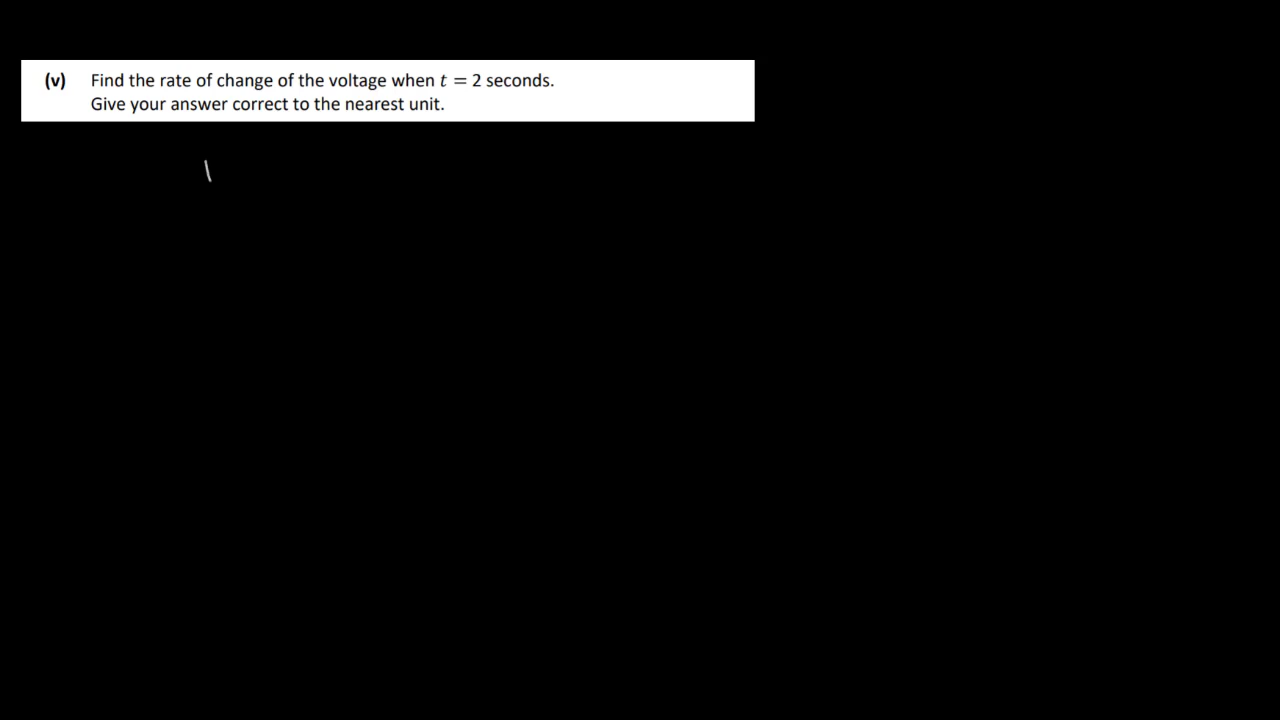 (v) Find the rate of change of the voltage when t = 2 seconds.
Give your answer correct to the nearest unit.